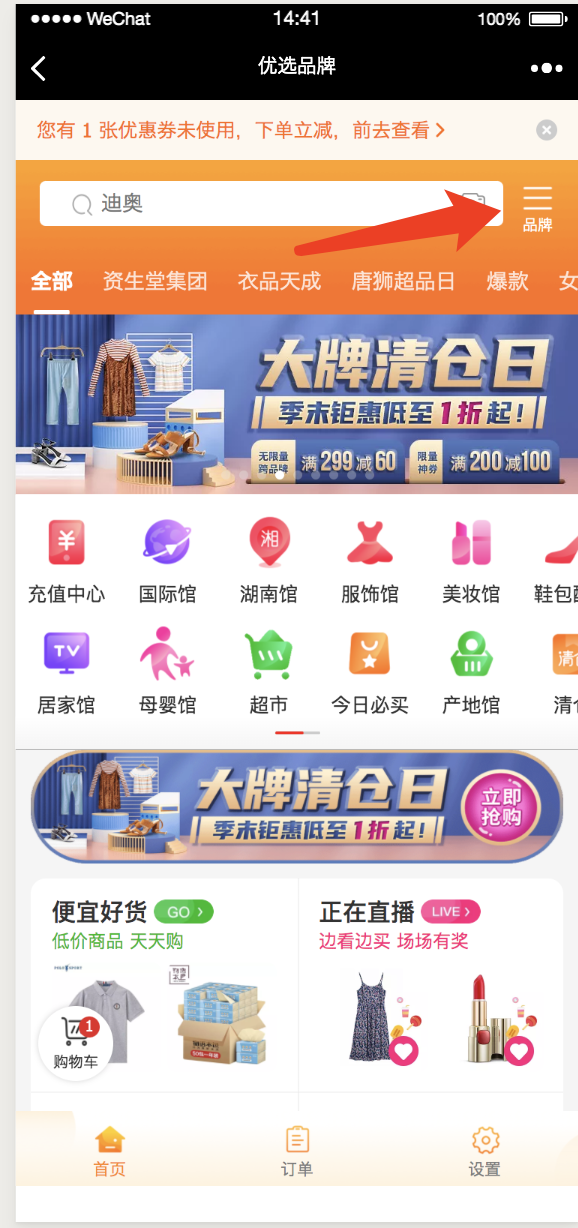 WeChat
14:41
100%
优选品牌
您有 1 张优惠券未使用，下单立减，前去查看
迪奥
品牌
全部 资生堂集团 衣品天成 唐狮超品日 爆款 女
大牌清仓日
季末钜惠低至1折起！
无限量
跨品牌
满299减60
限量
神券
满200减100
¥
湘
充值中心 国际馆 湖南馆 服饰馆 美妆馆 鞋包
TV
清
居家馆 母婴馆 超市 今日必买 产地馆 清
大牌清仓日
季末钜惠低至1折起！
立即
抢购
便宜好货 GO
低价商品 天天购
正在直播 LIVE
边看边买 场场有奖
POLO SPORT
1
购物车
首页 订单 设置